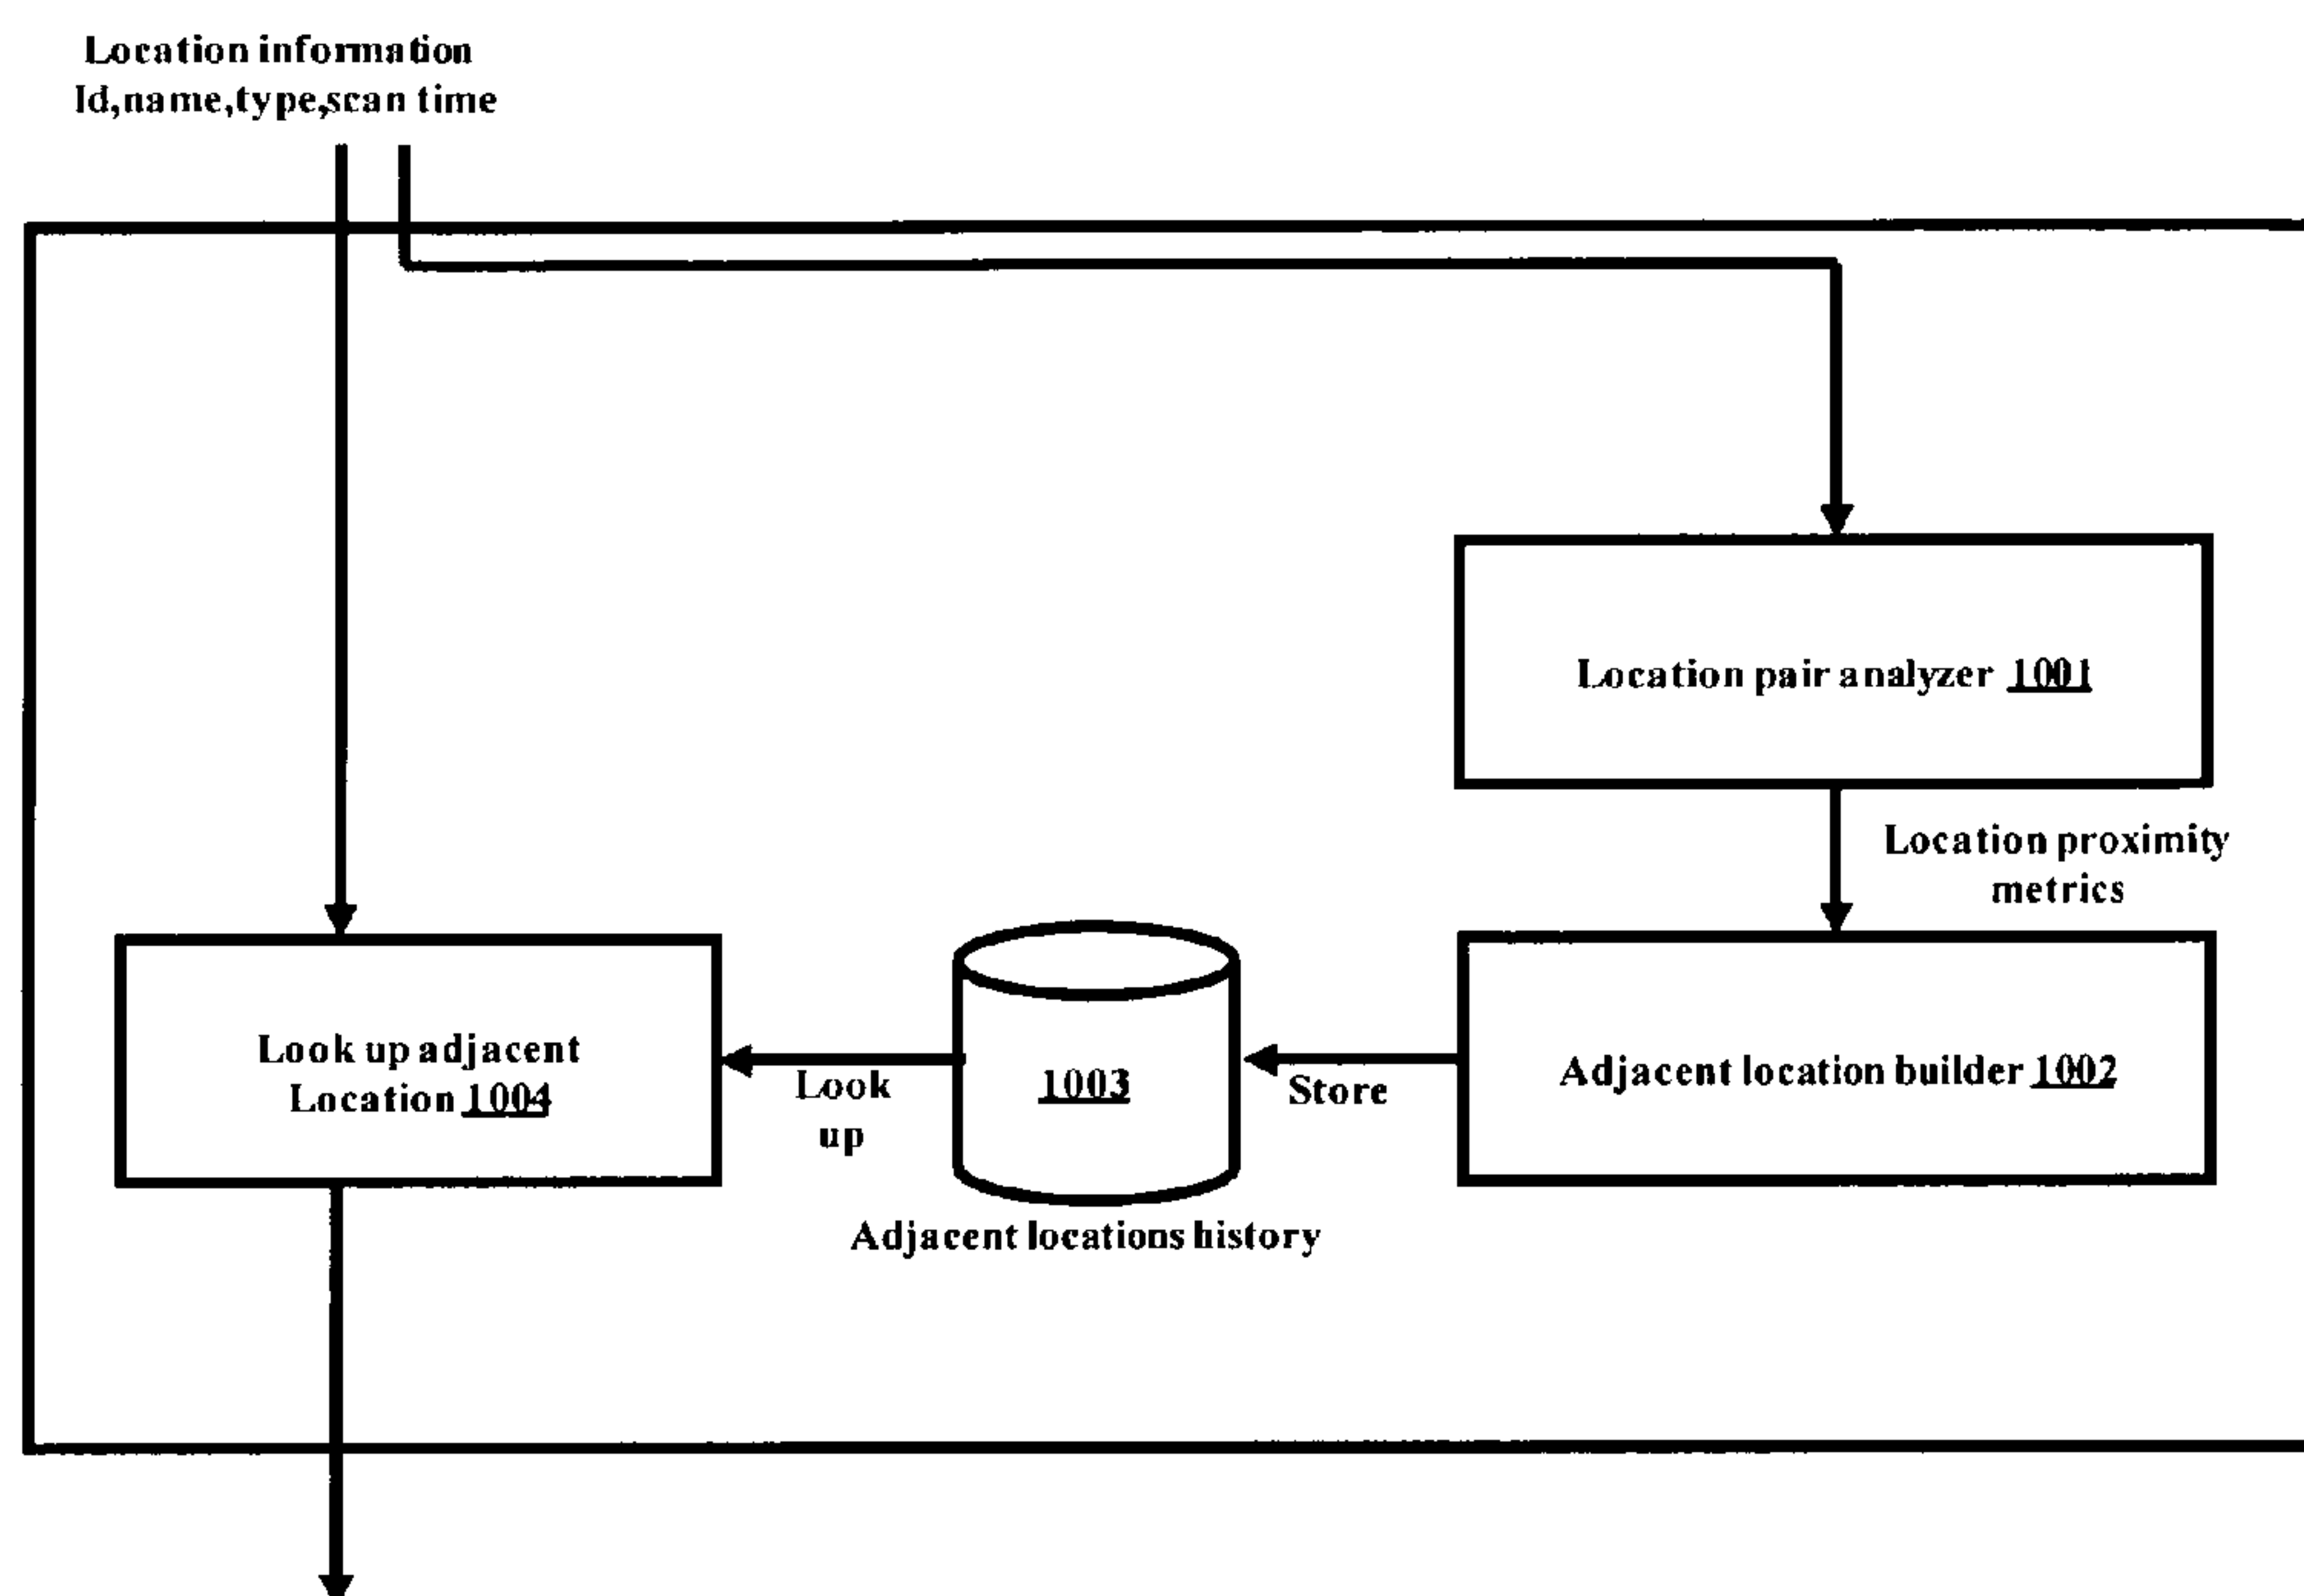 Location information
Id,name,type,scan time
Location pair analyzer 1001
Location proximity
metrics
Look up adjacent
Location 1004
Look
up
1003
Store
Adjacent location builder 1002
Adjacent locations history